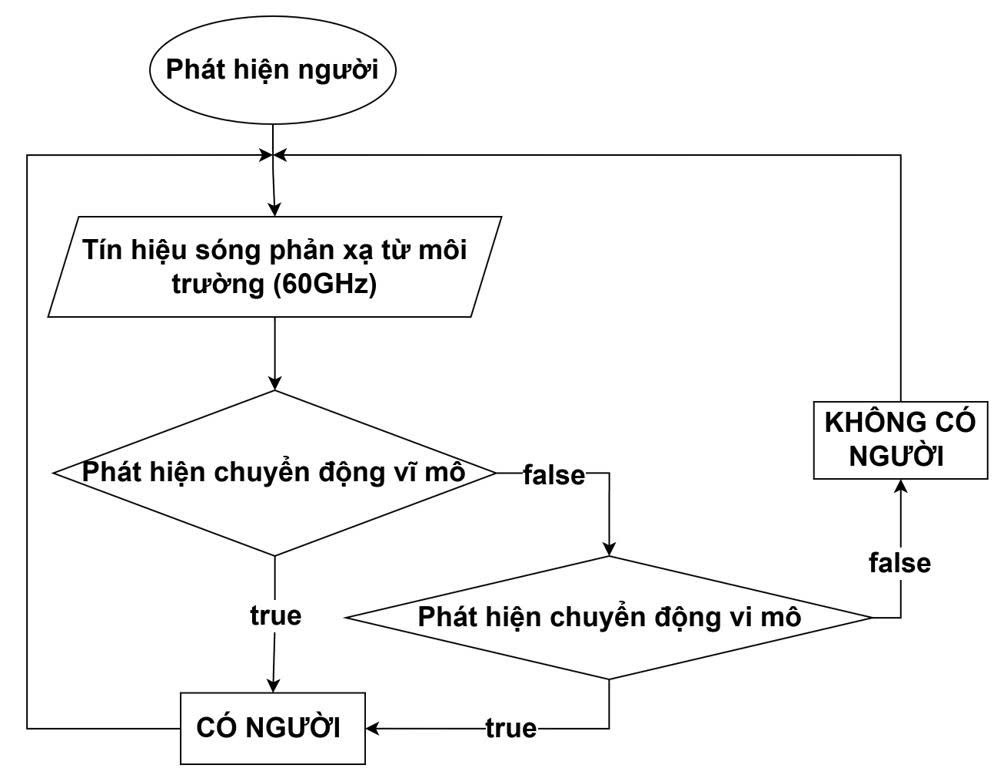 Phát hiện người
Tín hiệu sóng phản xạ từ môi
trường (60GHz)
Phát hiện chuyển động vĩ mô
false
KHÔNG CÓ
NGƯỜI
false
true
Phát hiện chuyển động vi mô
CÓ NGƯỜI
true